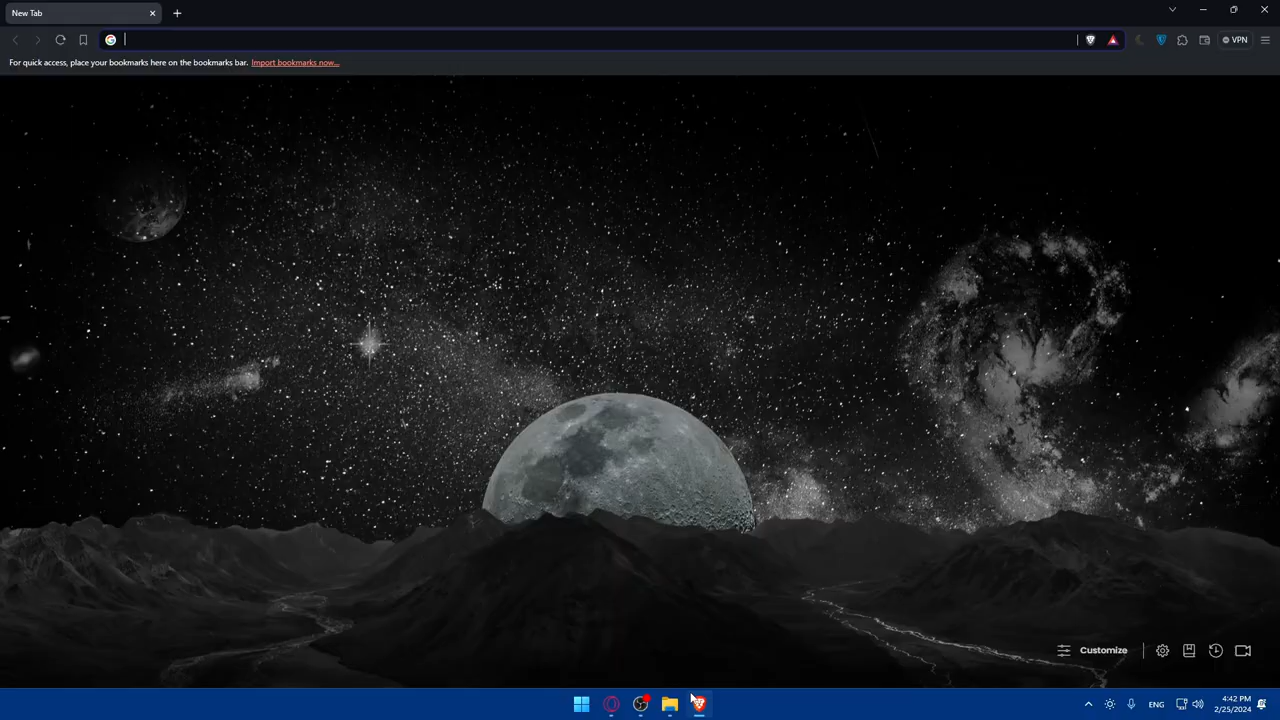 New Tab
VPN
For quick access, place your bookmarks here on the bookmarks bar. Import bookmarks now...
Customize
ENG
4:42 PM
2/25/2024